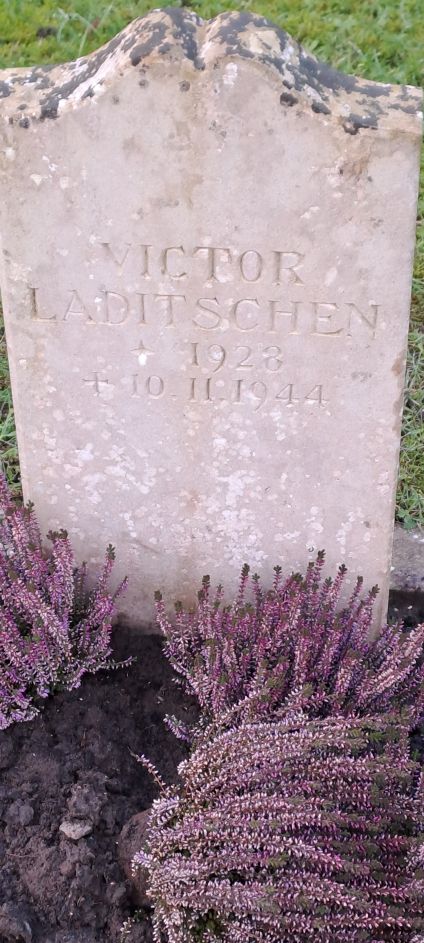 VICTOR
LADITSCHEN
✦ 1928
✝ 10.11.1944